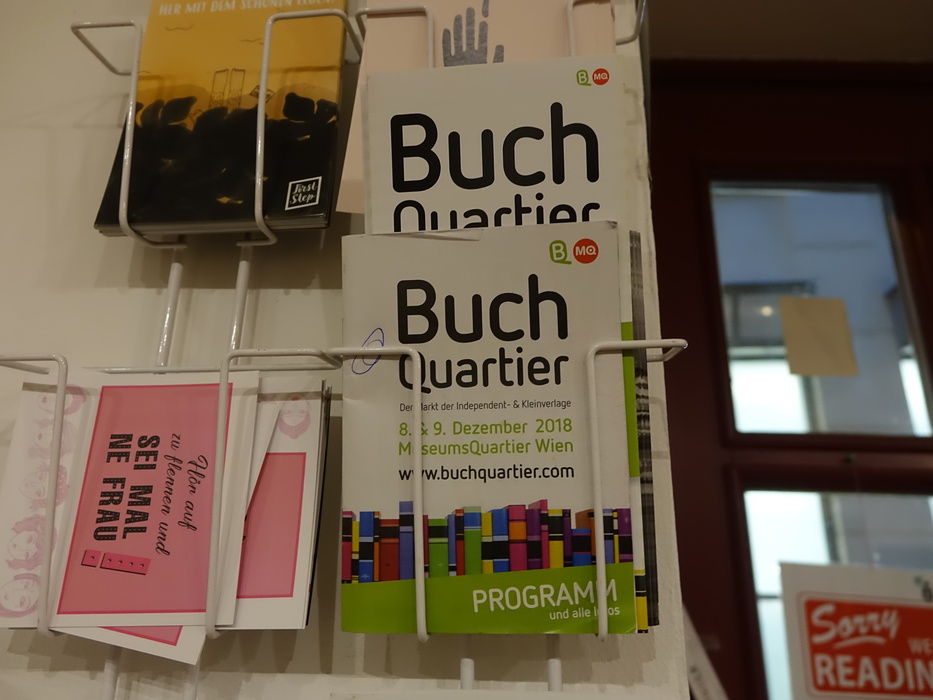 HER MIT DEM SCHÖNEN LEBEN!
First
Step
B MQ
Buch
Quartier
B MQ
Buch
Quartier
Der Markt der Independent- & Kleinverlage
8. & 9. Dezember 2018
MuseumsQuartier Wien
www.buchquartier.com
PROGRAMM
und alle Infos
Hör auf
zu flennen und
SEI MAL
NE FRAU!
Sorry
WE
READIN